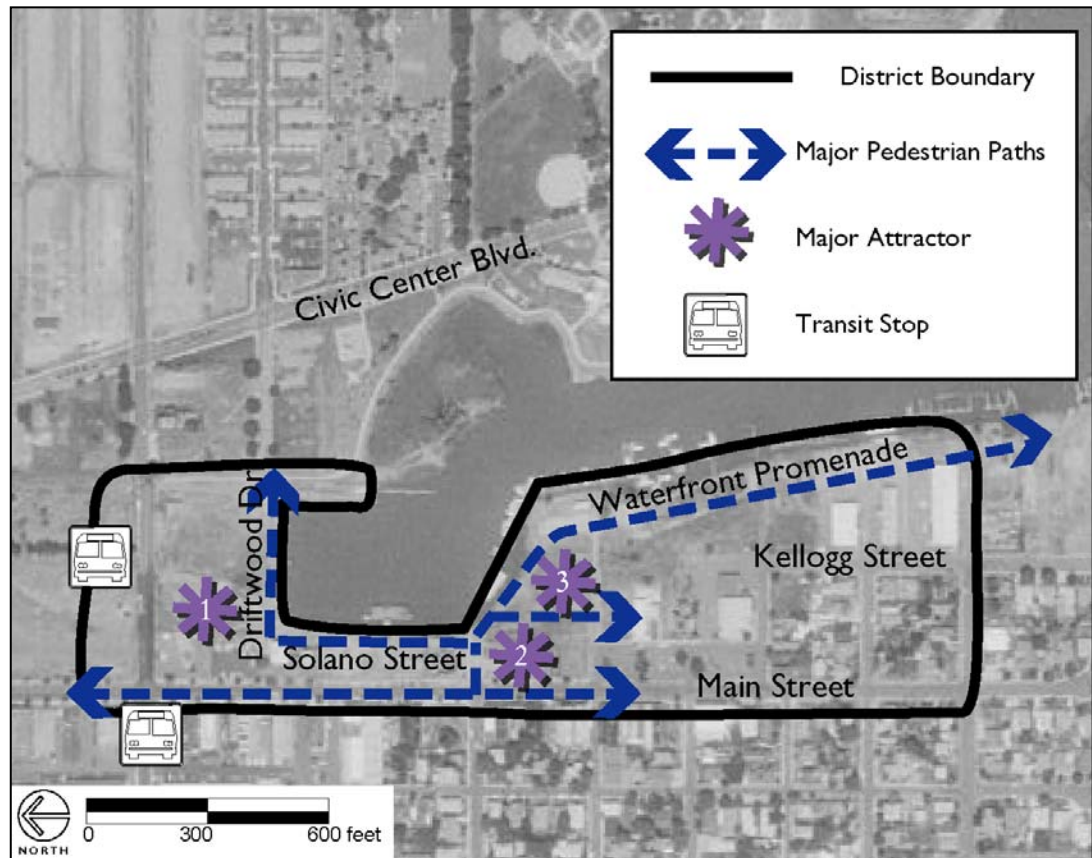 District Boundary
Major Pedestrian Paths
Major Attractor
Transit Stop
Civic Center Blvd.
Waterfront Promenade
Driftwood Dr
Kellogg Street
1
3
2
Solano Street
Main Street
NORTH
0 300 600 feet